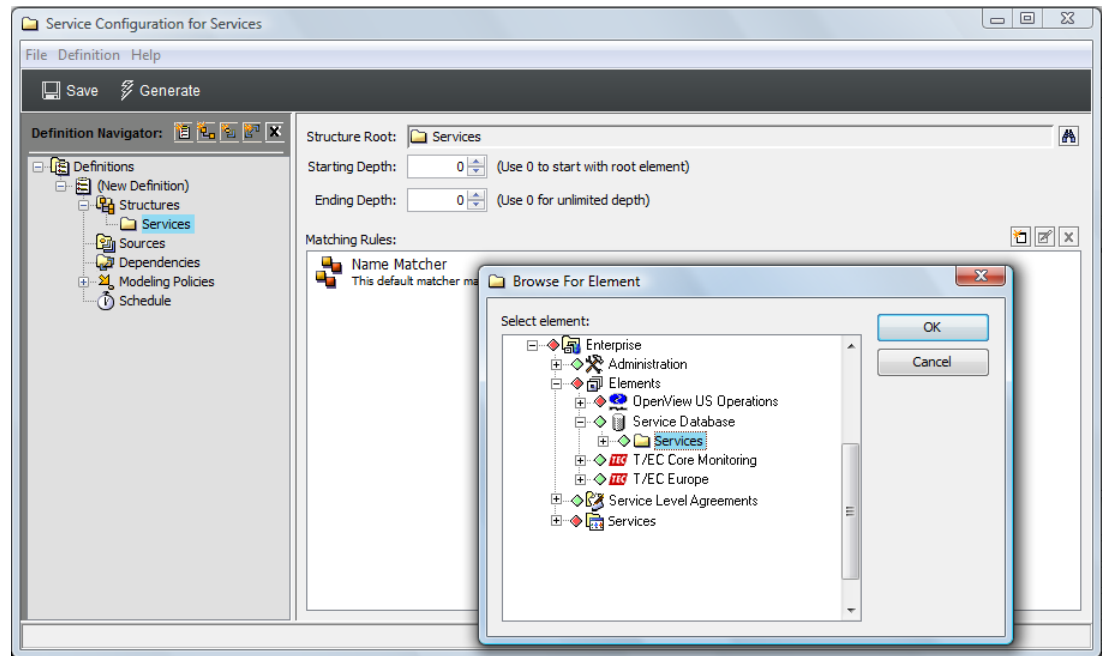 Service Configuration for Services
File Definition Help
Save Generate
Definition Navigator:
Definitions
(New Definition)
Structures
Services
Sources
Dependencies
Modeling Policies
Schedule
Structure Root: Services
Starting Depth: 0 (Use 0 to start with root element)
Ending Depth: 0 (Use 0 for unlimited depth)
Matching Rules:
Name Matcher
This default matcher ma
Browse For Element
Select element:
Enterprise
Administration
Elements
OpenView US Operations
Service Database
Services
TEC T/EC Core Monitoring
TEC T/EC Europe
Service Level Agreements
Services
OK
Cancel